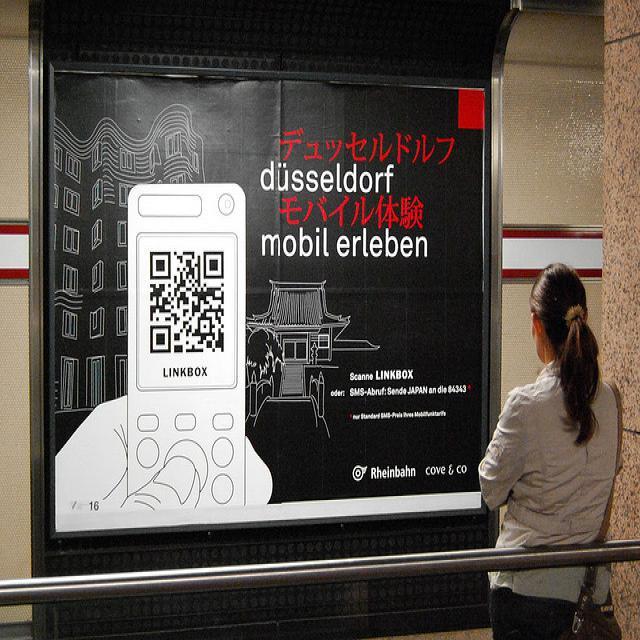 デュッセルドルフ
düsseldorf
モバイル体験
mobil erleben
LINKBOX
Scanne LINKBOX
oder: SMS-Abruf: Sende JAPAN an die 84343 *
* nur Standard SMS-Preis Ihres Mobilfunktarifs
Rheinbahn cove & co
16